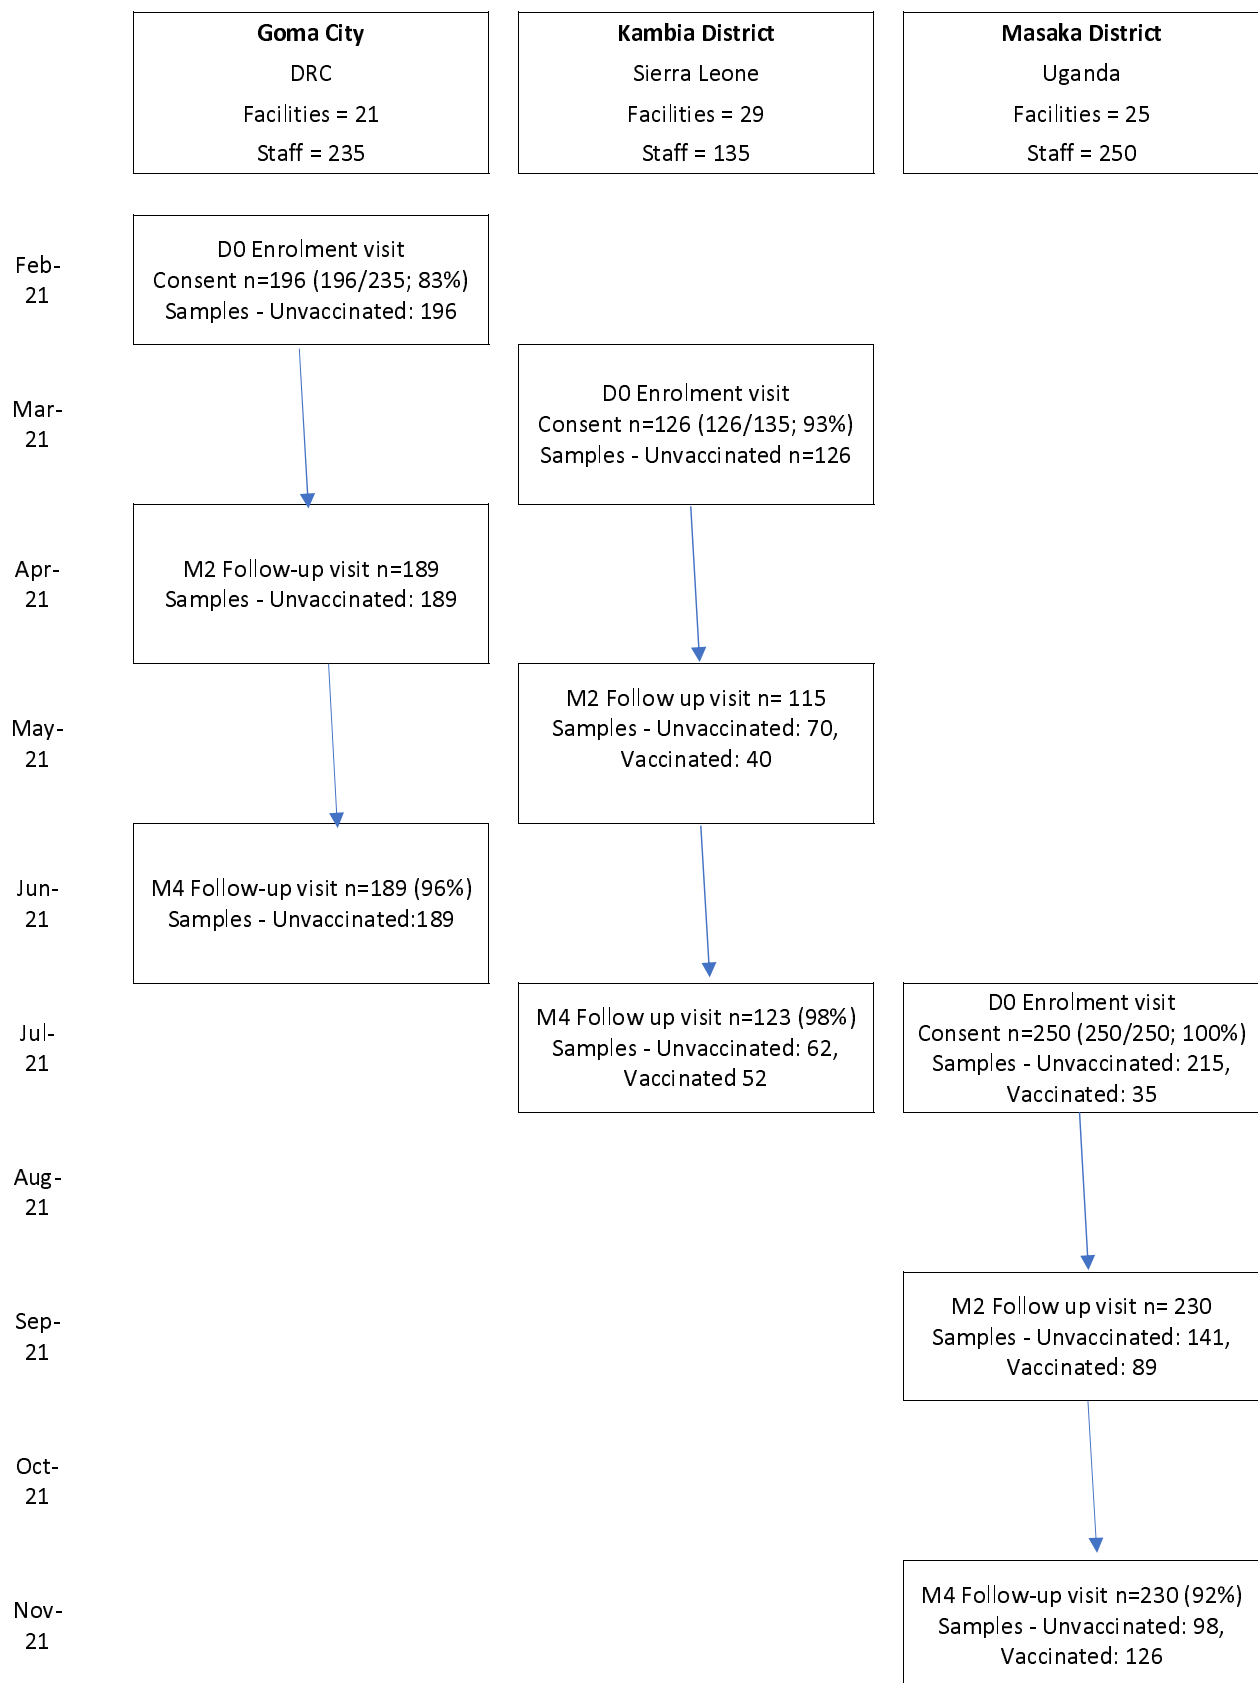 Goma City
DRC
Facilities = 21
Staff = 235
Kambia District
Sierra Leone
Facilities = 29
Staff = 135
Masaka District
Uganda
Facilities = 25
Staff = 250
Feb-
21
D0 Enrolment visit
Consent n=196 (196/235; 83%)
Samples - Unvaccinated: 196
Mar-
21
D0 Enrolment visit
Consent n=126 (126/135; 93%)
Samples - Unvaccinated n=126
Apr-
21
M2 Follow-up visit n=189
Samples - Unvaccinated: 189
May-
21
M2 Follow up visit n= 115
Samples - Unvaccinated: 70,
Vaccinated: 40
Jun-
21
M4 Follow-up visit n=189 (96%)
Samples - Unvaccinated:189
Jul-
21
M4 Follow up visit n=123 (98%)
Samples - Unvaccinated: 62,
Vaccinated 52
D0 Enrolment visit
Consent n=250 (250/250; 100%)
Samples - Unvaccinated: 215,
Vaccinated: 35
Aug-
21
Sep-
21
M2 Follow up visit n= 230
Samples - Unvaccinated: 141,
Vaccinated: 89
Oct-
21
Nov-
21
M4 Follow-up visit n=230 (92%)
Samples - Unvaccinated: 98,
Vaccinated: 126